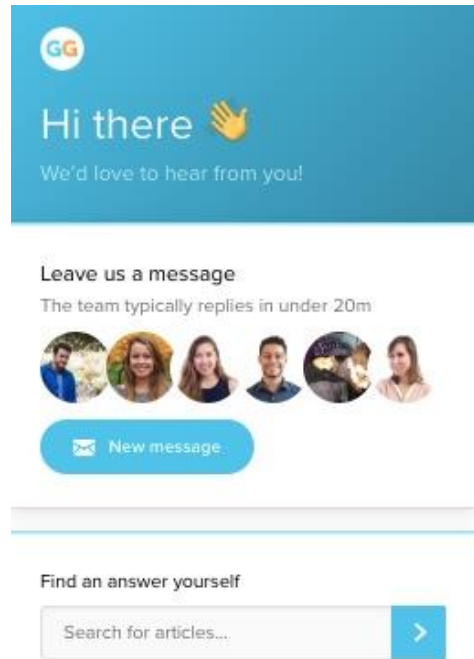 GG
Hi there 👋
We'd love to hear from you!
Leave us a message
The team typically replies in under 20m
New message
Find an answer yourself
Search for articles...